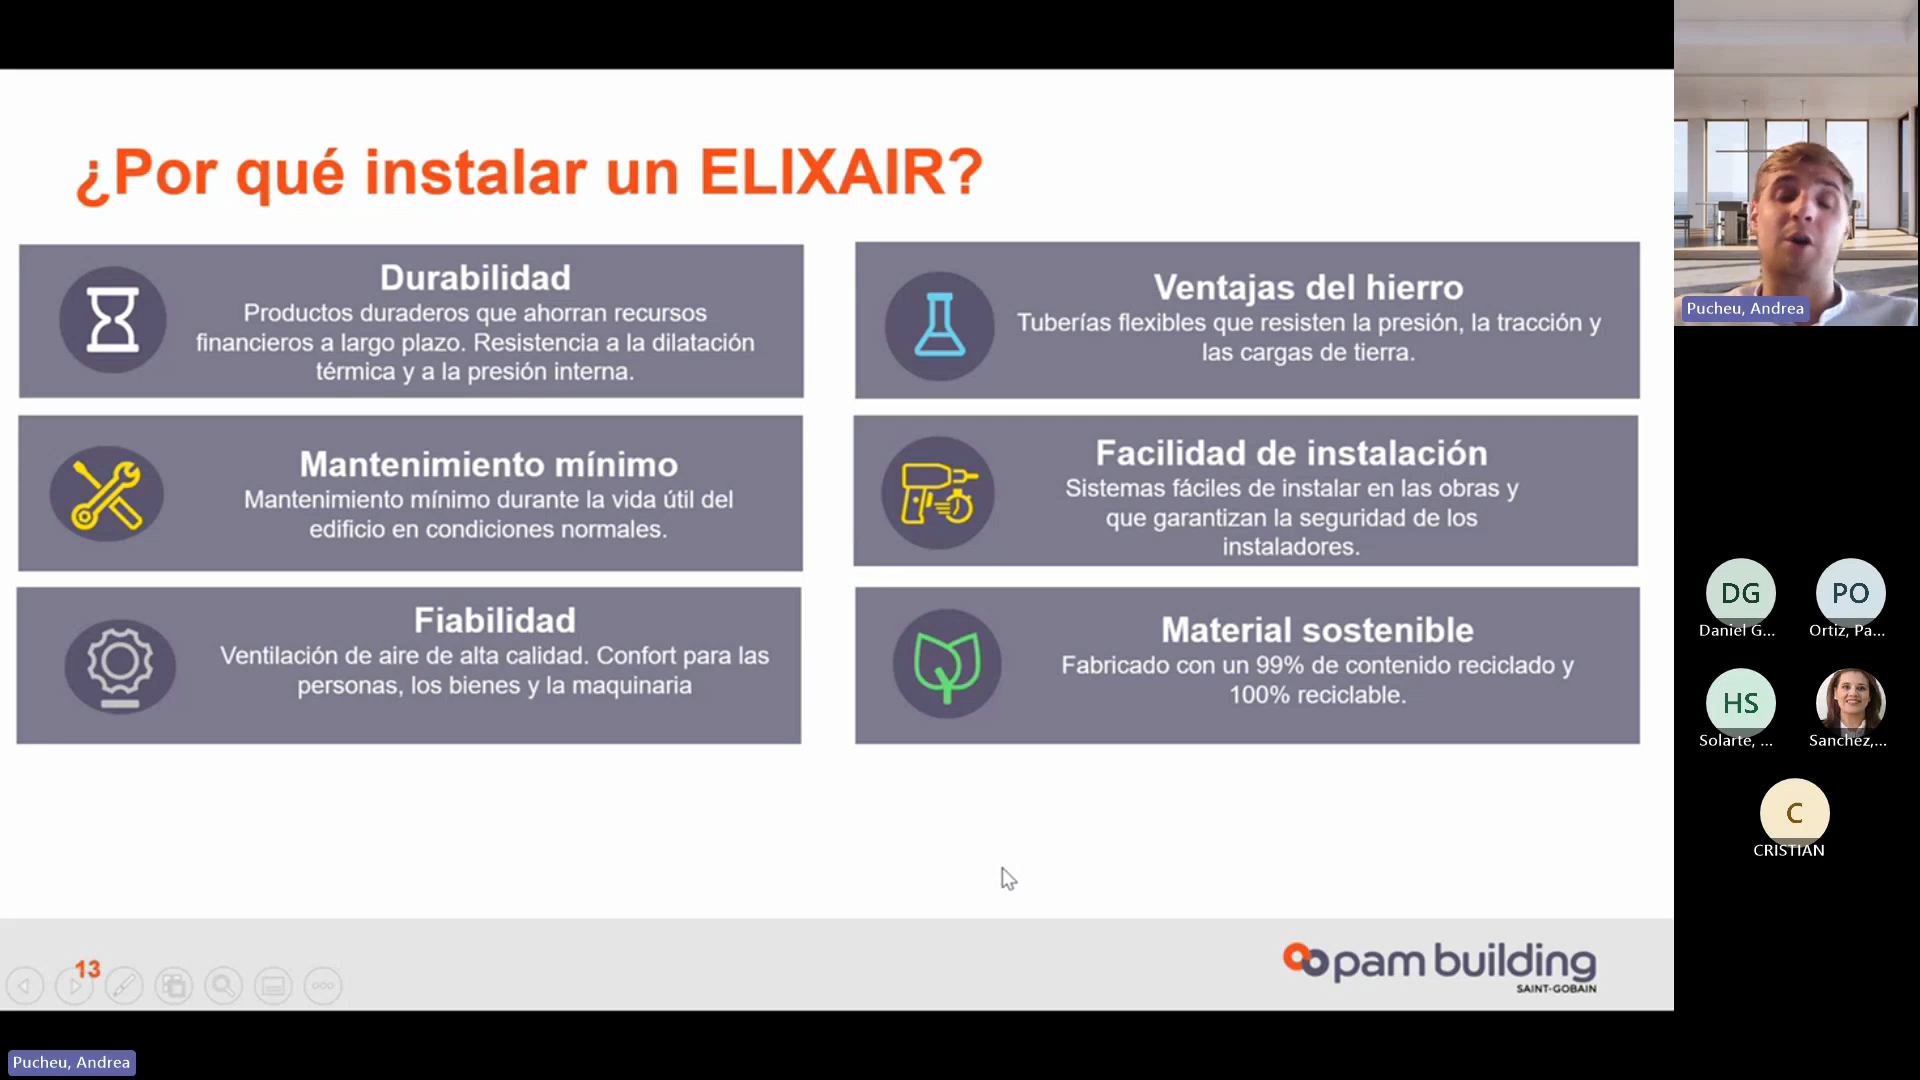 ¿Por qué instalar un ELIXAIR?
Durabilidad
Productos duraderos que ahorran recursos
financieros a largo plazo. Resistencia a la dilatación
térmica y a la presión interna.
Ventajas del hierro
Tuberías flexibles que resisten la presión, la tracción y
las cargas de tierra.
Mantenimiento mínimo
Mantenimiento mínimo durante la vida útil del
edificio en condiciones normales.
Facilidad de instalación
Sistemas fáciles de instalar en las obras y
que garantizan la seguridad de los
instaladores.
Fiabilidad
Ventilación de aire de alta calidad. Confort para las
personas, los bienes y la maquinaria
Material sostenible
Fabricado con un 99% de contenido reciclado y
100% reciclable.
13
pam building
SAINT-GOBAIN
Pucheu, Andrea
Pucheu, Andrea
DG
Daniel G...
PO
Ortiz, Pa...
HS
Solarte, ...
Sanchez,...
C
CRISTIAN